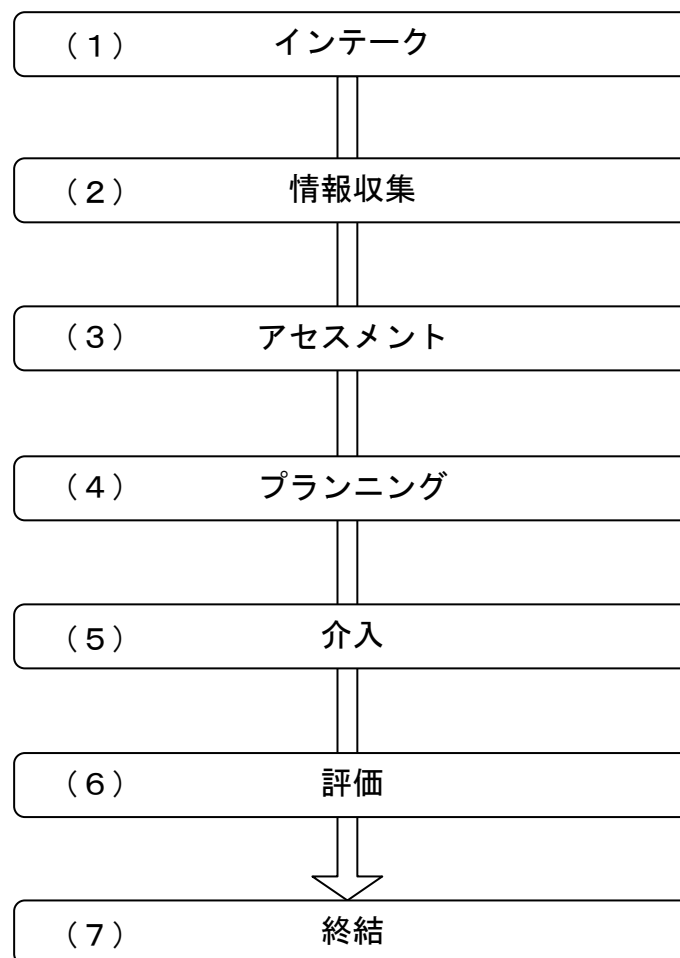 （１） インテーク
（２） 情報収集
（３） アセスメント
（４） プランニング
（５） 介入
（６） 評価
（７） 終結